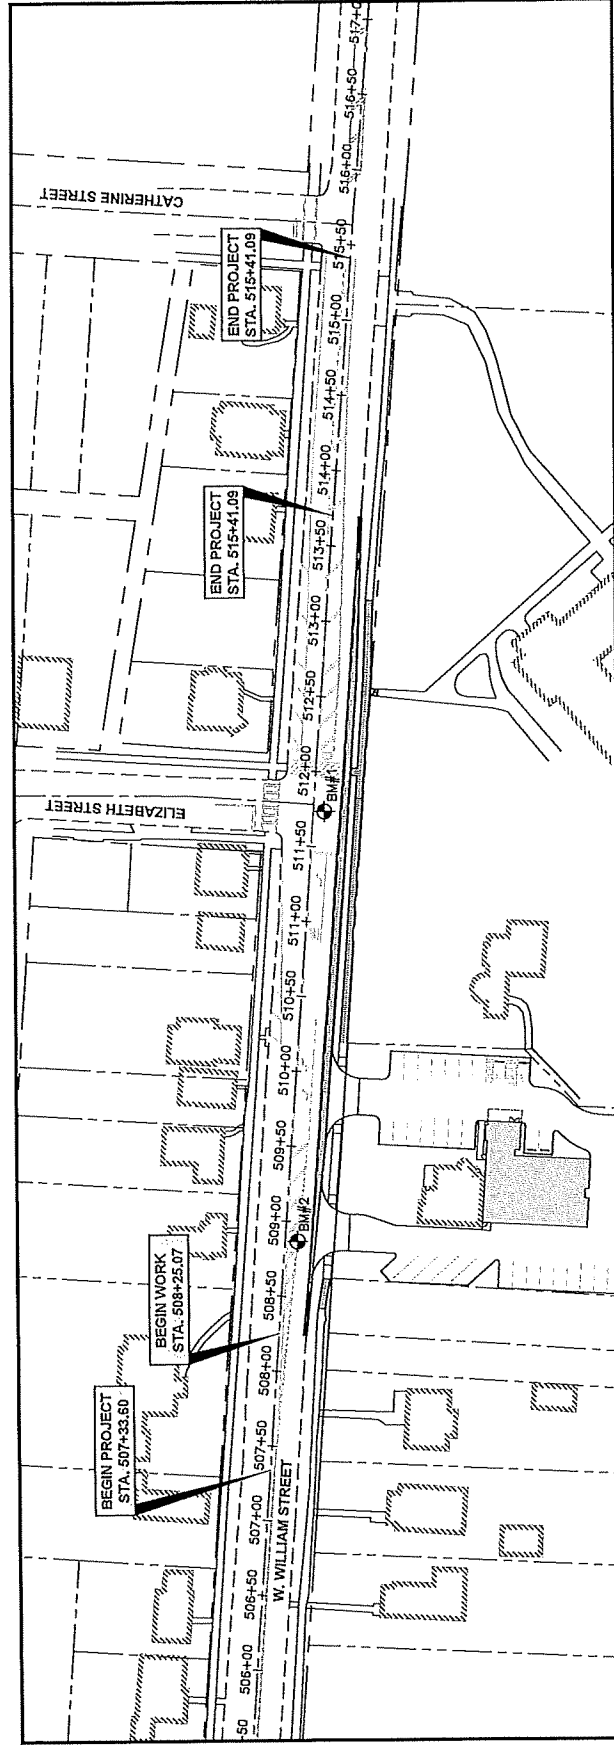 BEGIN PROJECT
STA. 507+33.60
BEGIN WORK
STA. 508+25.07
END PROJECT
STA. 515+41.09
END PROJECT
STA. 515+41.09
ELIZABETH STREET
CATHERINE STREET
W. WILLIAM STREET
50
506+00
506+50
507+00
507+50
508+00
508+50
509+00
509+50
510+00
510+50
511+00
511+50
512+00
512+50
513+00
513+50
514+00
514+50
515+00
515+50
516+00
516+50
517+0
BM#2
BM#1